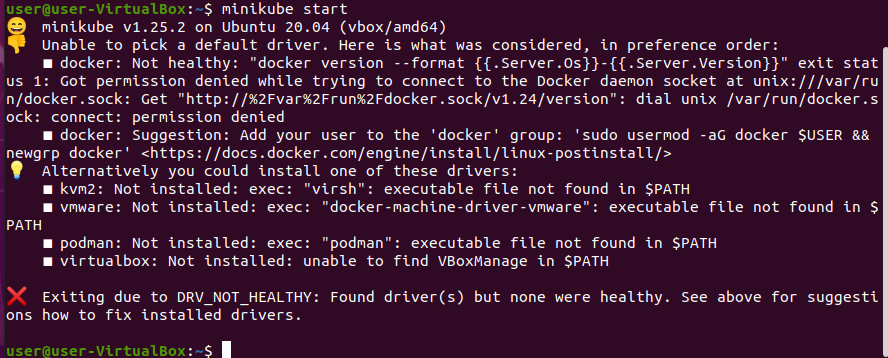 user@user-VirtualBox:~$ minikube start
😄  minikube v1.25.2 on Ubuntu 20.04 (vbox/amd64)
👎  Unable to pick a default driver. Here is what was considered, in preference order:
    ■ docker: Not healthy: "docker version --format {{.Server.Os}}-{{.Server.Version}}" exit stat
us 1: Got permission denied while trying to connect to the Docker daemon socket at unix:///var/ru
n/docker.sock: Get "http://%2Fvar%2Frun%2Fdocker.sock/v1.24/version": dial unix /var/run/docker.s
ock: connect: permission denied
    ■ docker: Suggestion: Add your user to the 'docker' group: 'sudo usermod -aG docker $USER &&
newgrp docker' <https://docs.docker.com/engine/install/linux-postinstall/>
💡  Alternatively you could install one of these drivers:
    ■ kvm2: Not installed: exec: "virsh": executable file not found in $PATH
    ■ vmware: Not installed: exec: "docker-machine-driver-vmware": executable file not found in $
PATH
    ■ podman: Not installed: exec: "podman": executable file not found in $PATH
    ■ virtualbox: Not installed: unable to find VBoxManage in $PATH
❌  Exiting due to DRV_NOT_HEALTHY: Found driver(s) but none were healthy. See above for suggesti
ons how to fix installed drivers.
user@user-VirtualBox:~$